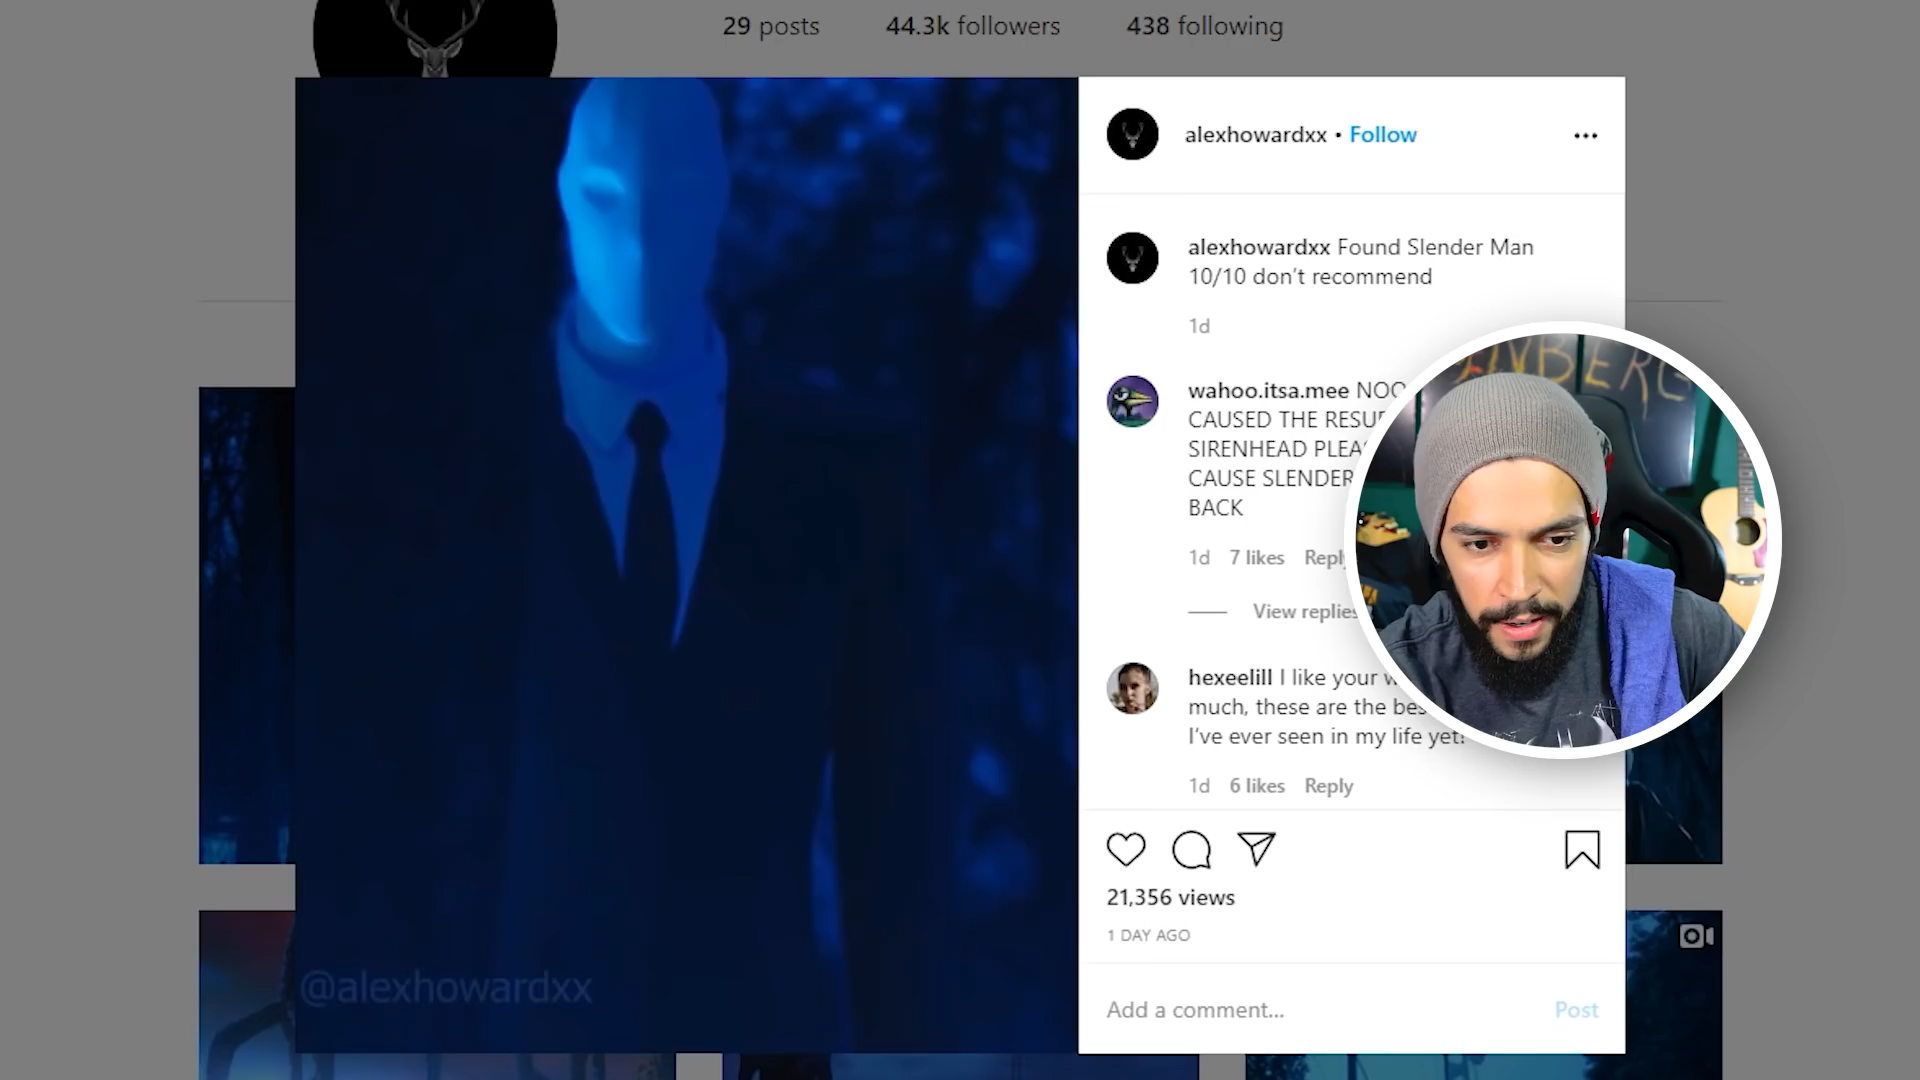 29 posts 44.3k followers 438 following
alexhowardxx • Follow
alexhowardxx Found Slender Man
10/10 don't recommend
1d
wahoo.itsa.mee NOO
CAUSED THE
SIRENHEAD
CAUSE SLENDER
BACK
1d 7 likes Reply
View replies
hexeelill I like your
much, these are the
I've ever seen in my life yet!
1d 6 likes Reply
21,356 views
1 DAY AGO
Add a comment... Post
@alexhowardxx